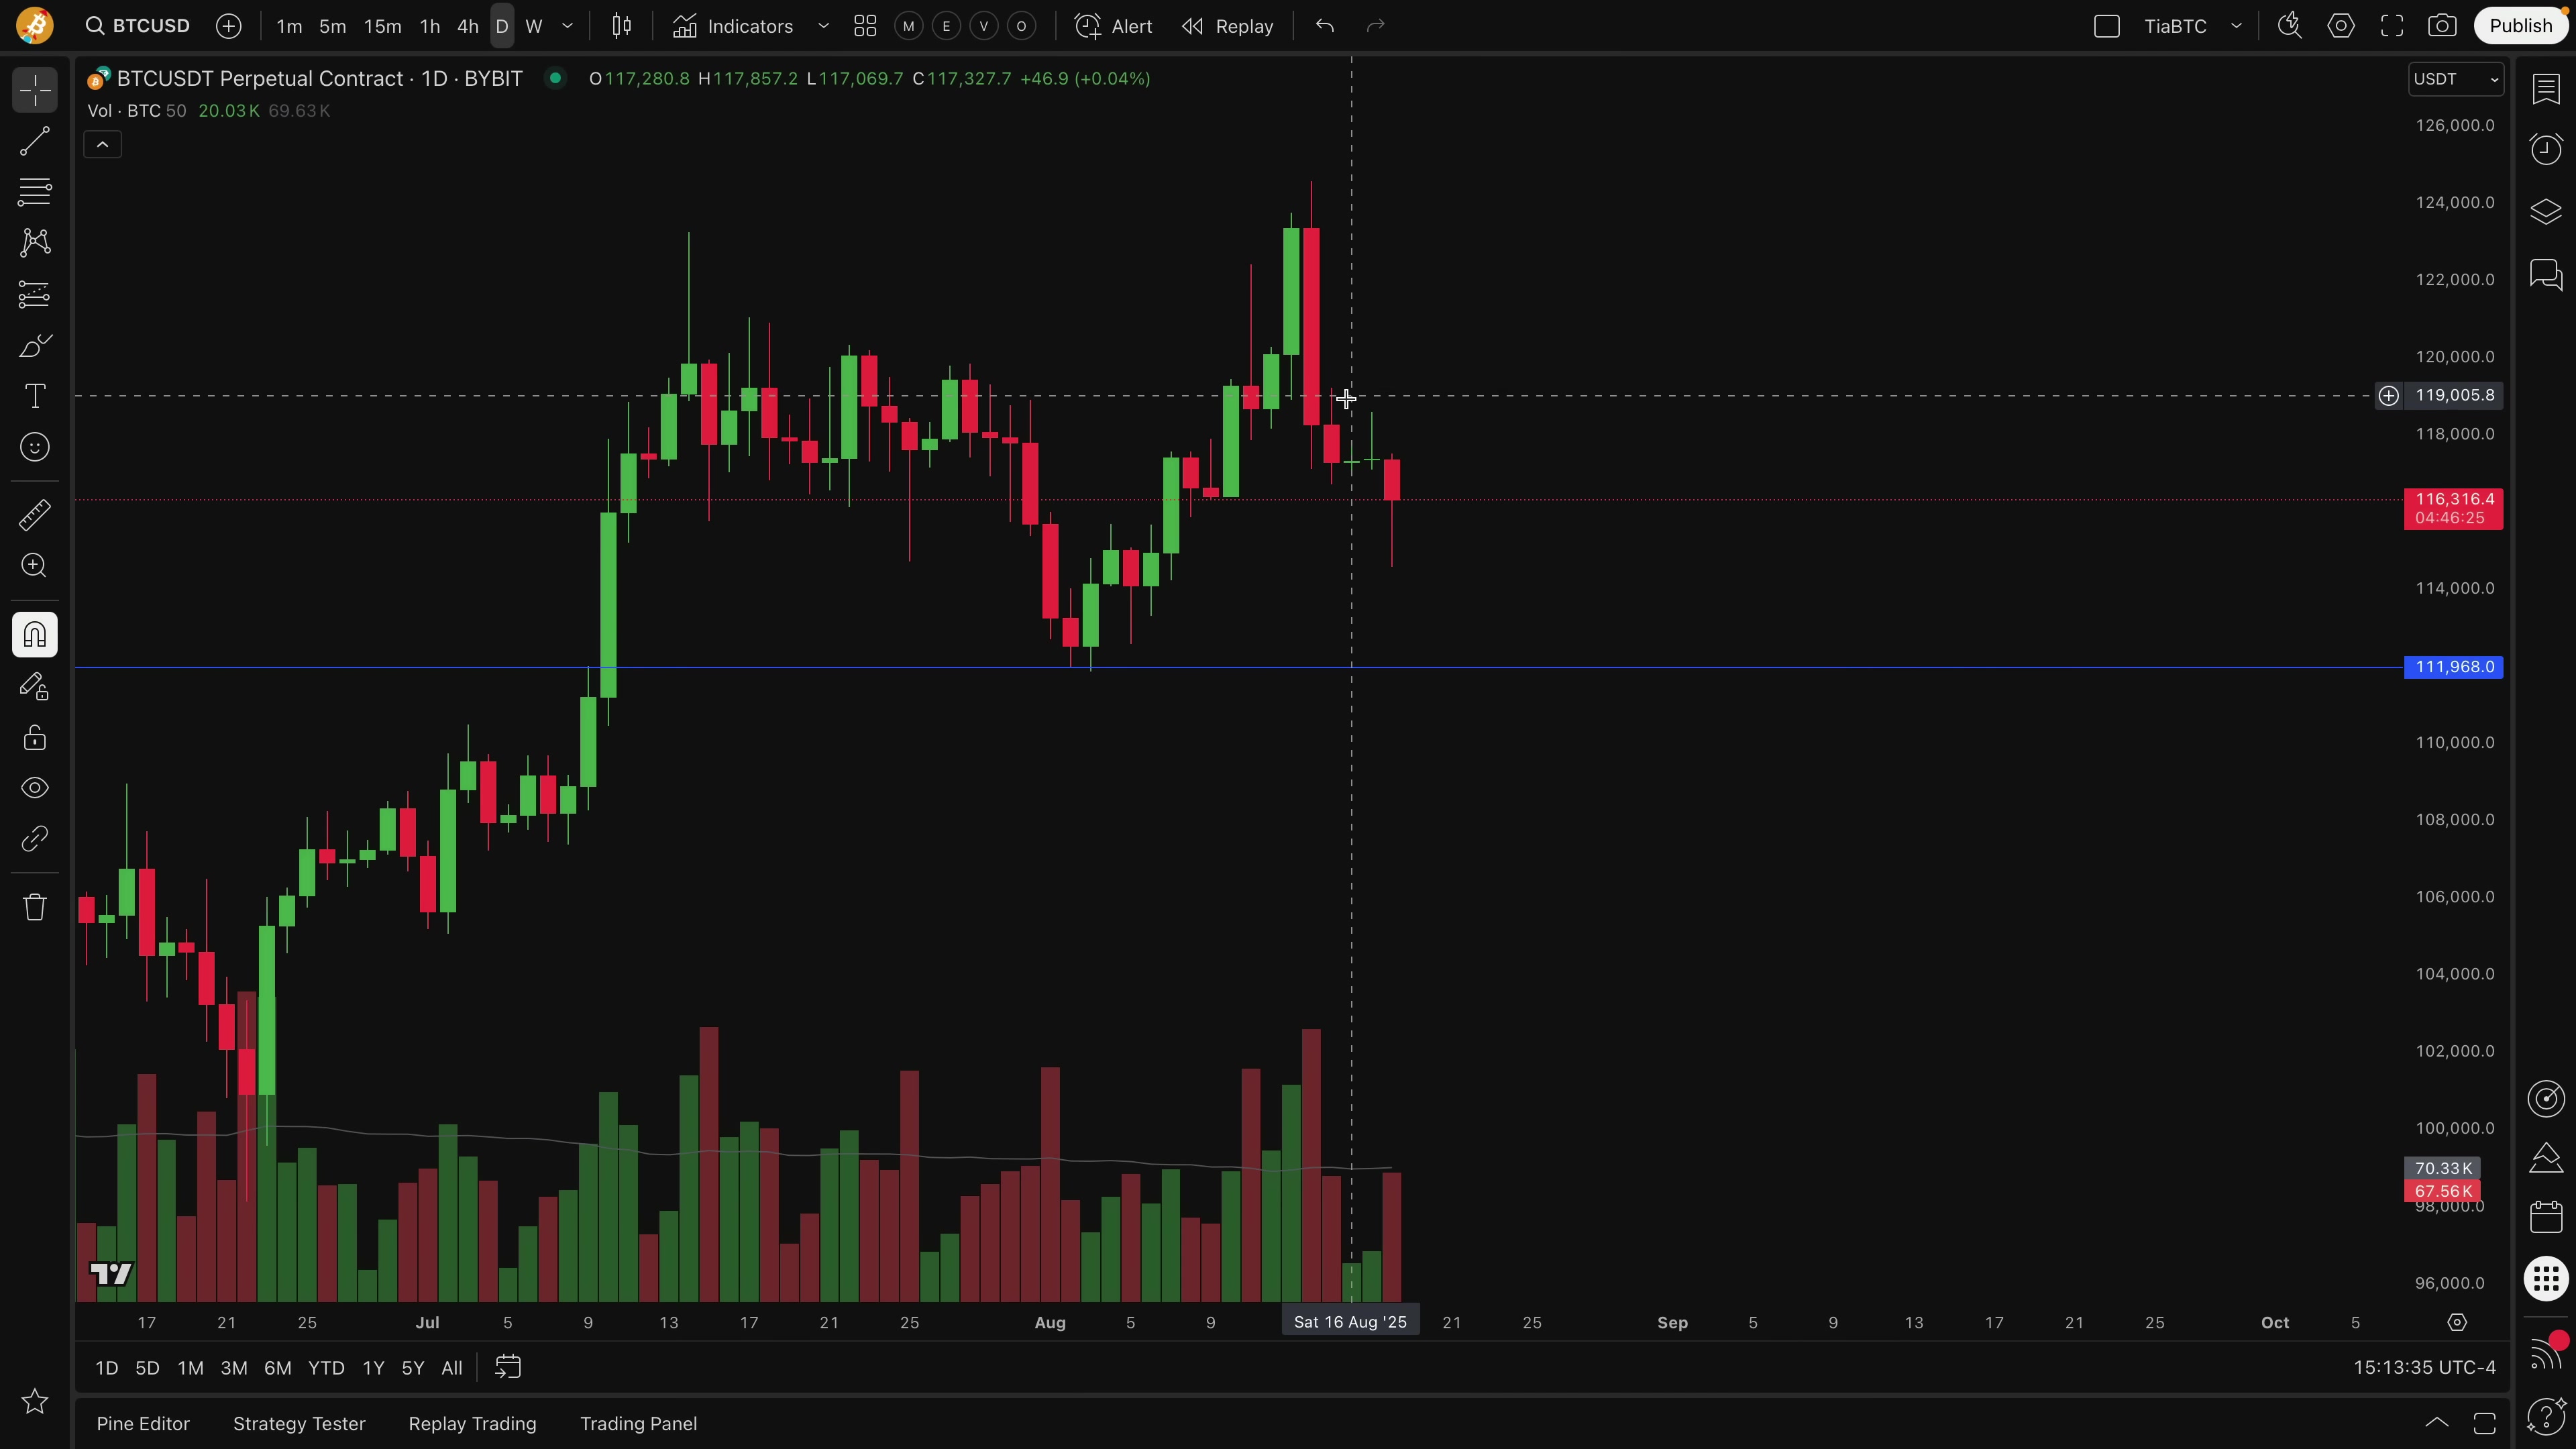 BTCUSD 1m 5m 15m 1h 4h D W Indicators M E V O Alert Replay TiaBTC Publish
BTCUSDT Perpetual Contract · 1D · BYBIT O117,280.8 H117,857.2 L117,069.7 C117,327.7 +46.9 (+0.04%) USDT
Vol · BTC 50 20.03K 69.63K
126,000.0
124,000.0
122,000.0
120,000.0
119,005.8
118,000.0
116,316.4
04:46:25
114,000.0
111,968.0
110,000.0
108,000.0
106,000.0
104,000.0
102,000.0
100,000.0
70.33K
67.56K
98,000.0
96,000.0
17 21 25 Jul 5 9 13 17 21 25 Aug 5 9 Sat 16 Aug '25 21 25 Sep 5 9 13 17 21 25 Oct 5
1D 5D 1M 3M 6M YTD 1Y 5Y All 15:13:35 UTC-4
Pine Editor Strategy Tester Replay Trading Trading Panel